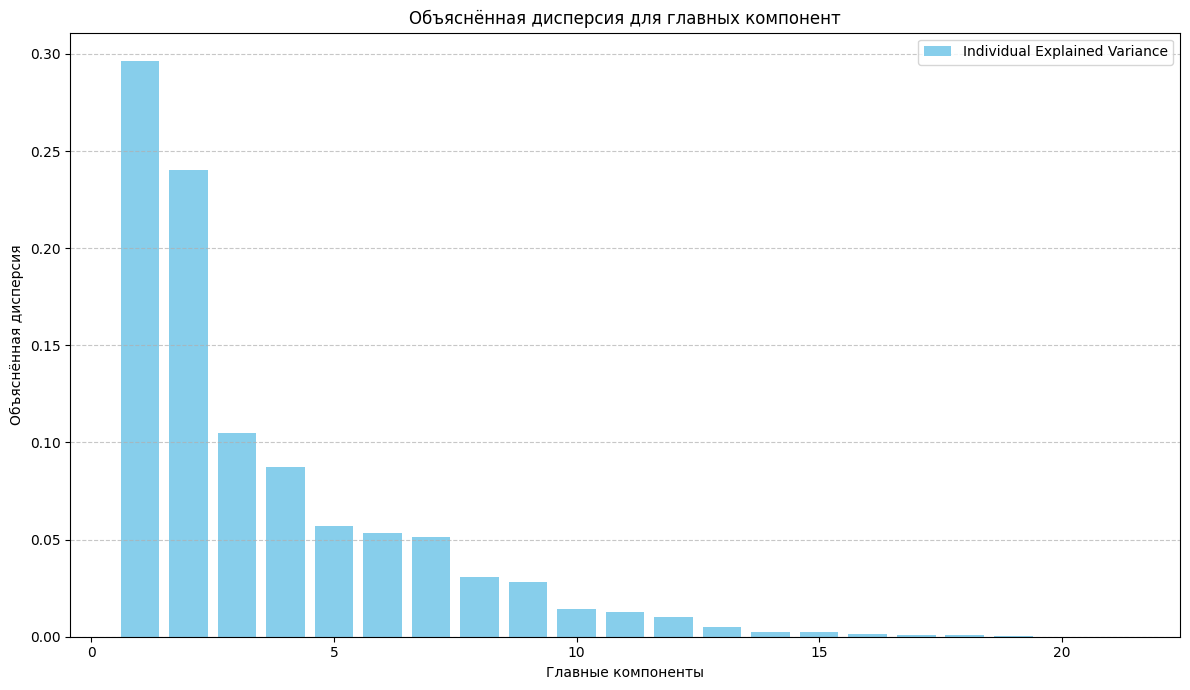 Объяснённая дисперсия для главных компонент
Individual Explained Variance
Объяснённая дисперсия
0.30
0.25
0.20
0.15
0.10
0.05
0.00
0 5 10 15 20
Главные компоненты